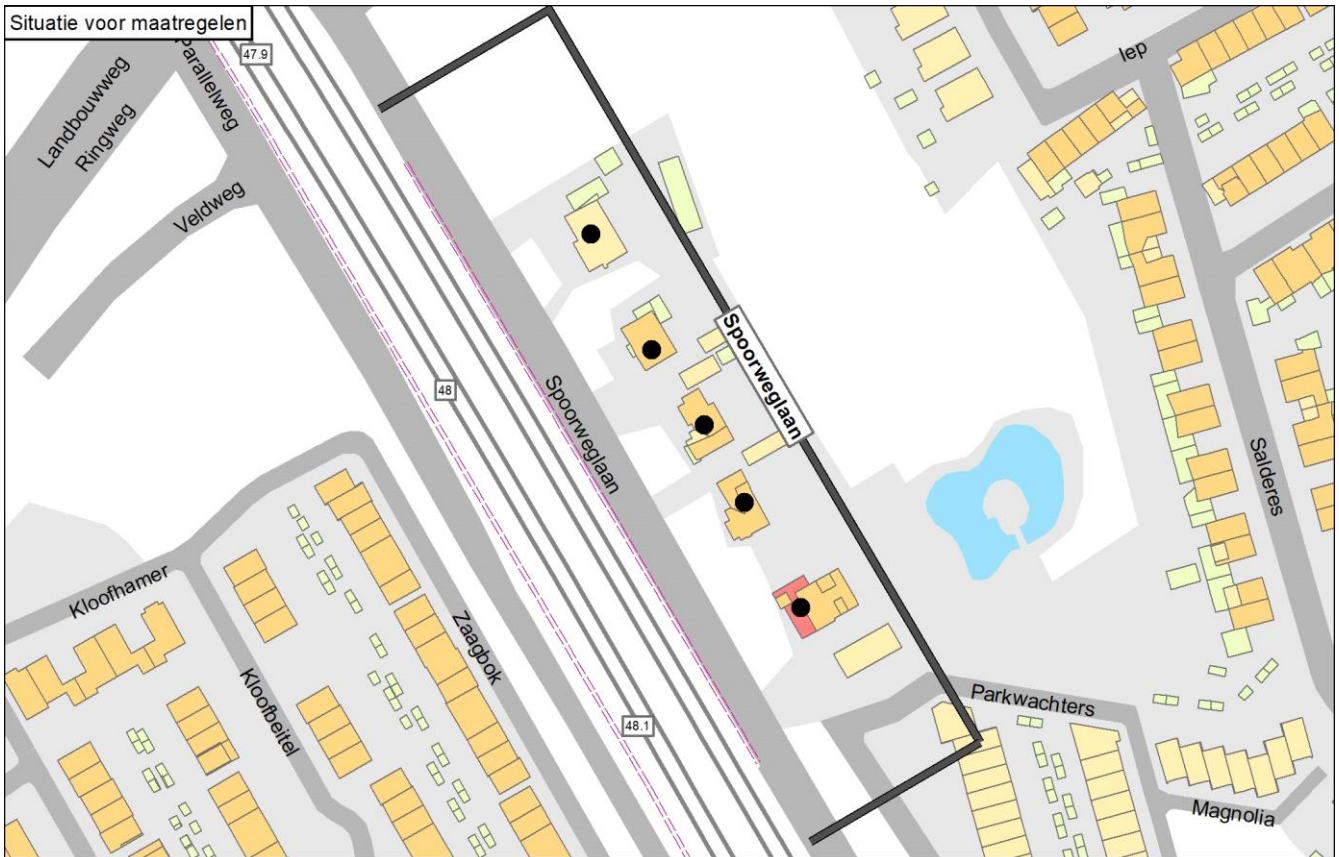 Situatie voor maatregelen
47.9
Parallelweg
Landbouwweg
Ringweg
Veldweg
Iep
Spoorweglaan
48
Spoorweglaan
Salderes
Kloofhamer
Zaagbok
Kloofbeitel
48.1
Parkwachters
Magnolia